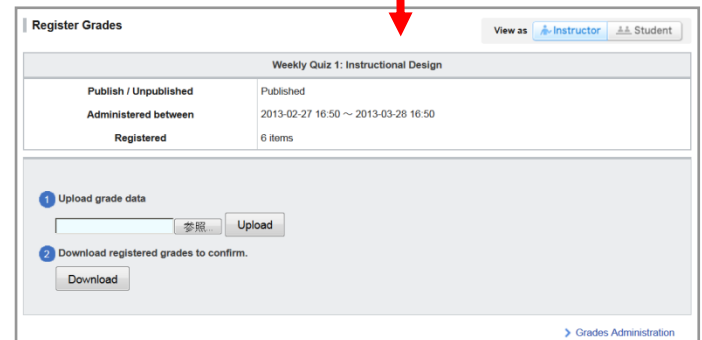 Register Grades
View as Instructor Student
Weekly Quiz 1: Instructional Design
Publish / Unpublished Published
Administered between 2013-02-27 16:50 ～ 2013-03-28 16:50
Registered 6 items
1 Upload grade data
参照... Upload
2 Download registered grades to confirm.
Download
Grades Administration